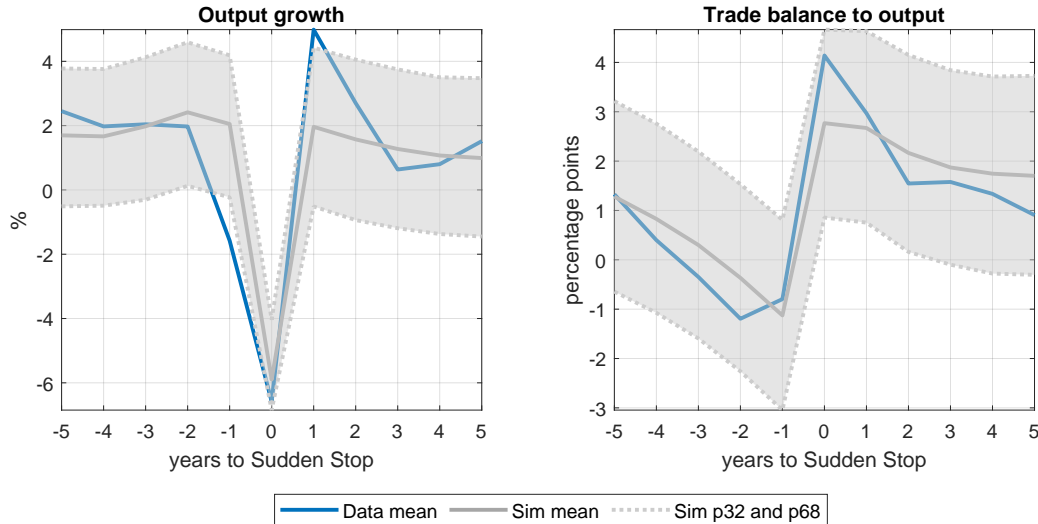 Output growth
4
2
0
-2
-4
-6
%
-5 -4 -3 -2 -1 0 1 2 3 4 5
years to Sudden Stop
Trade balance to output
4
3
2
1
0
-1
-2
-3
percentage points
-5 -4 -3 -2 -1 0 1 2 3 4 5
years to Sudden Stop
Data mean Sim mean Sim p32 and p68